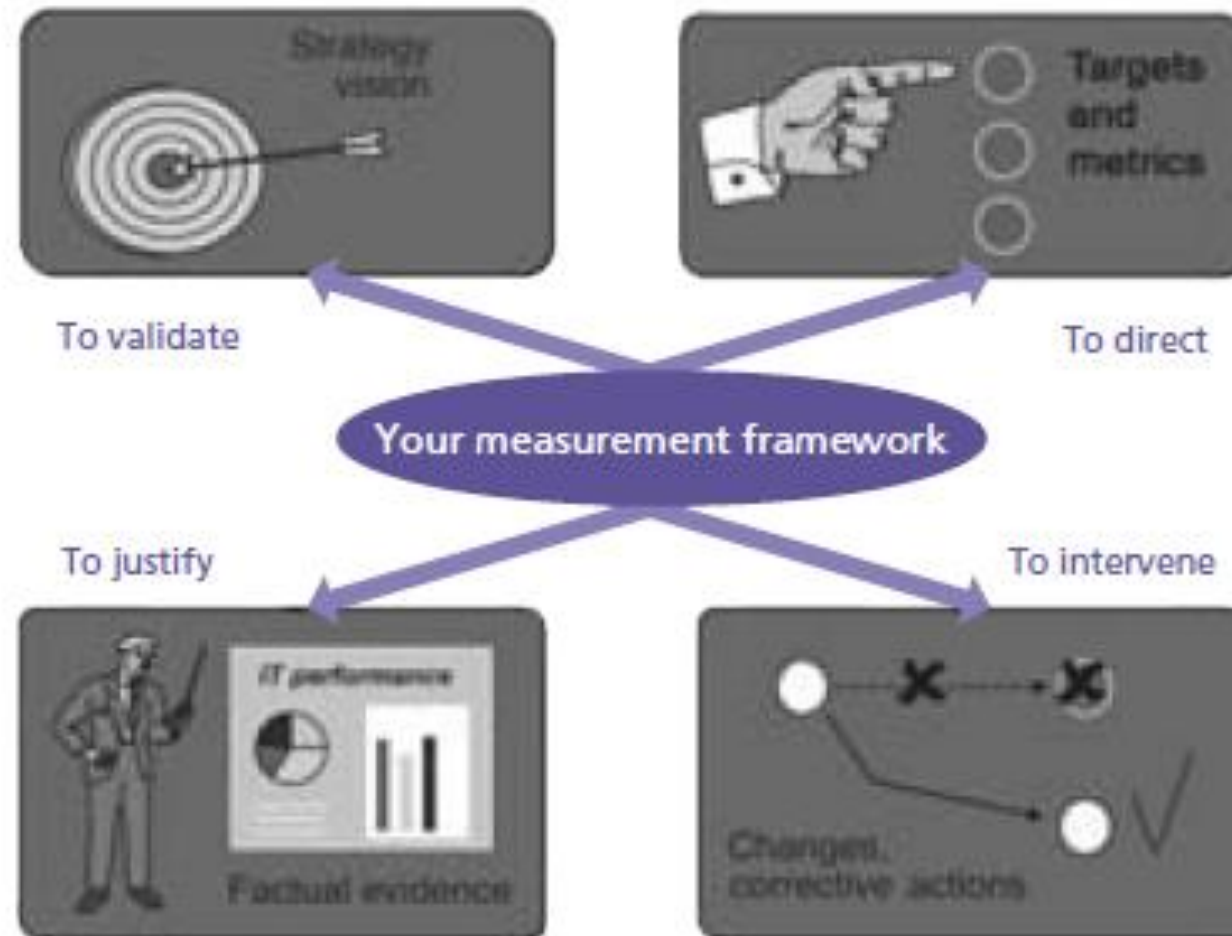 Strategy
vision
Targets
and
metrics
To validate
To direct
Your measurement framework
To justify
To intervene
IT performance
Factual evidence
Changes,
corrective actions